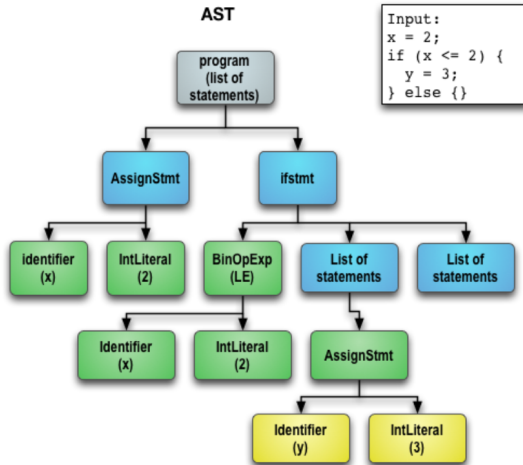 AST
Input:
x = 2;
if (x <= 2) {
y = 3;
} else {}
program
(list of
statements)
AssignStmt
ifstmt
identifier
(x)
IntLiteral
(2)
BinOpExp
(LE)
List of
statements
List of
statements
Identifier
(x)
IntLiteral
(2)
AssignStmt
Identifier
(y)
IntLiteral
(3)